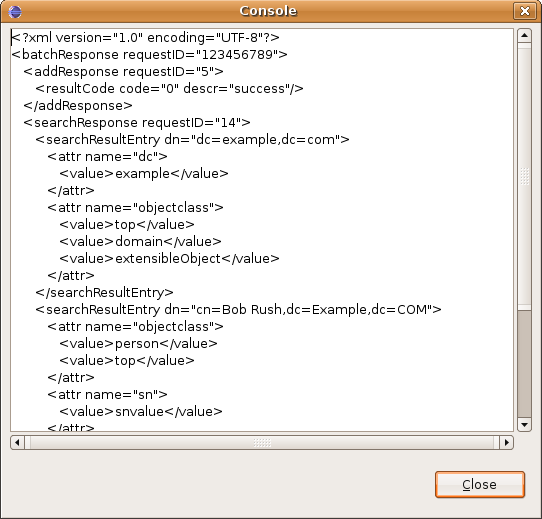 Console
<?xml version="1.0" encoding="UTF-8"?>
<batchResponse requestID="123456789">
<addResponse requestID="5">
<resultCode code="0" descr="success"/>
</addResponse>
<searchResponse requestID="14">
<searchResultEntry dn="dc=example,dc=com">
<attr name="dc">
<value>example</value>
</attr>
<attr name="objectclass">
<value>top</value>
<value>domain</value>
<value>extensibleObject</value>
</attr>
</searchResultEntry>
<searchResultEntry dn="cn=Bob Rush,dc=Example,dc=COM">
<attr name="objectclass">
<value>person</value>
<value>top</value>
</attr>
<attr name="sn">
<value>snvalue</value>
</attr>
Close